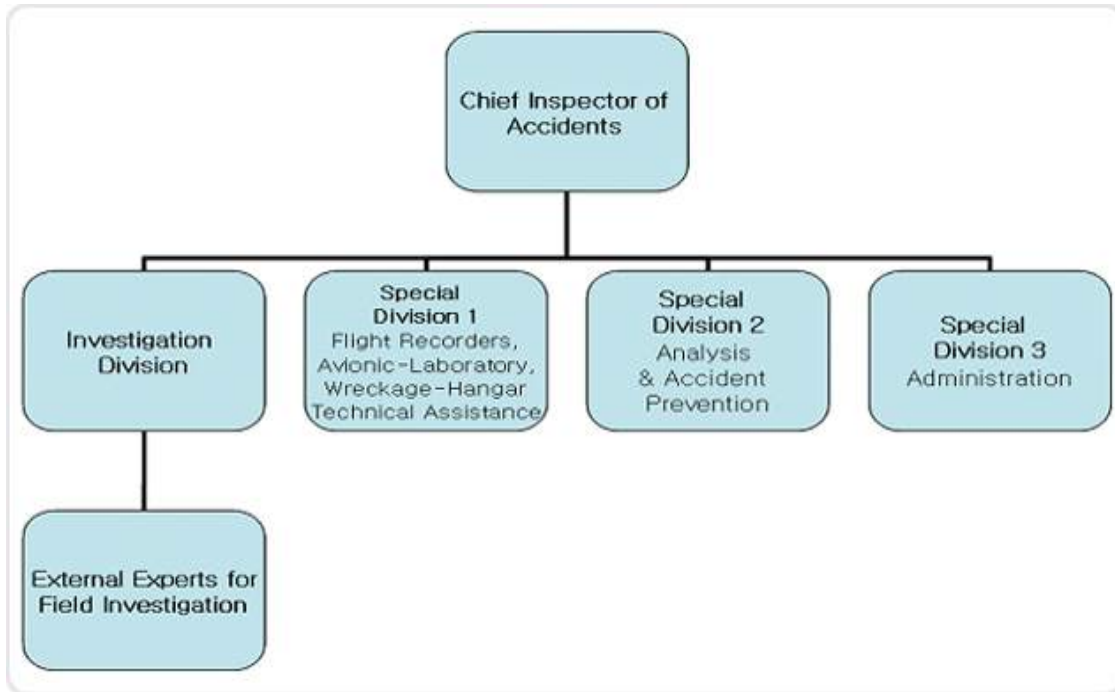 Chief Inspector of
Accidents
Investigation
Division
Special
Division 1
Flight Recorders,
Avionic-Laboratory,
Wreckage-Hangar
Technical Assistance
Special
Division 2
Analysis
& Accident
Prevention
Special
Division 3
Administration
External Experts for
Field Investigation